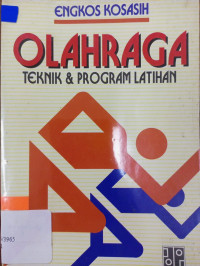 ENGKOS KOSASIH
OLAHRAGA
TEKNIK & PROGRAM LATIHAN